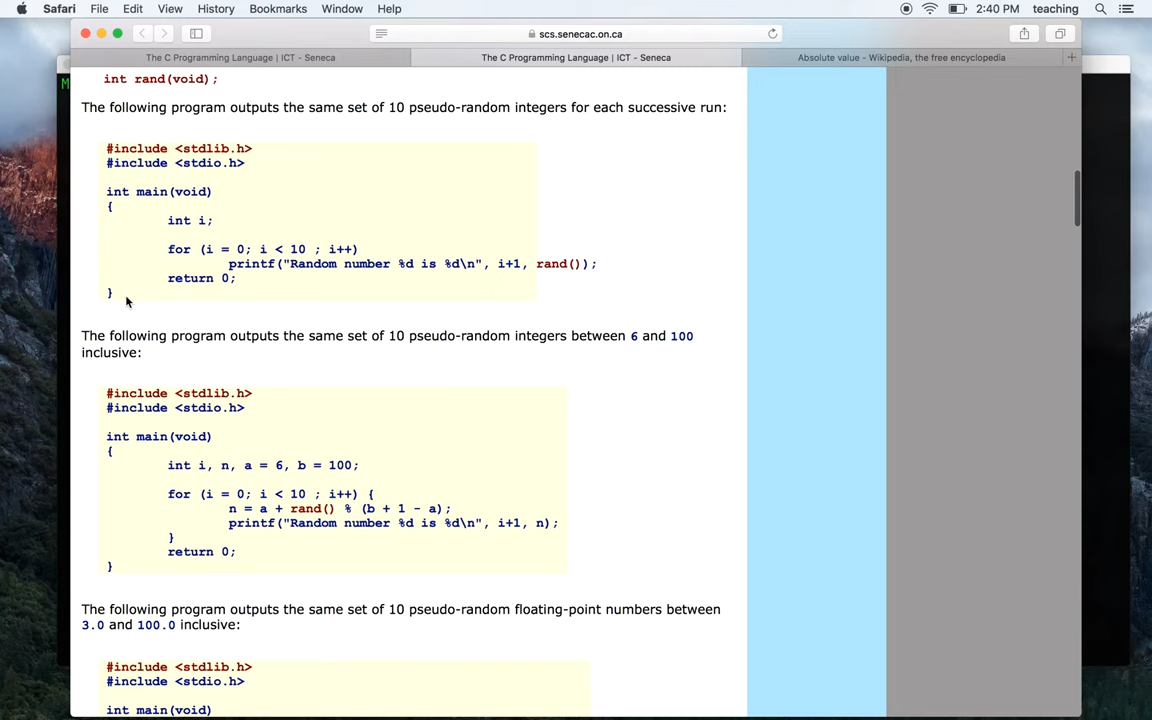 Safari File Edit View History Bookmarks Window Help 2:40 PM teaching
scs.senecac.on.ca
The C Programming Language | ICT - Seneca The C Programming Language | ICT - Seneca Absolute value - Wikipedia, the free encyclopedia
M
int rand(void);
The following program outputs the same set of 10 pseudo-random integers for each successive run:
#include <stdlib.h>
#include <stdio.h>
int main(void)
{
int i;
for (i = 0; i < 10 ; i++)
printf("Random number %d is %d\n", i+1, rand());
return 0;
}
The following program outputs the same set of 10 pseudo-random integers between 6 and 100
inclusive:
#include <stdlib.h>
#include <stdio.h>
int main(void)
{
int i, n, a = 6, b = 100;
for (i = 0; i < 10 ; i++) {
n = a + rand() % (b + 1 - a);
printf("Random number %d is %d\n", i+1, n);
}
return 0;
}
The following program outputs the same set of 10 pseudo-random floating-point numbers between
3.0 and 100.0 inclusive:
#include <stdlib.h>
#include <stdio.h>
int main(void)